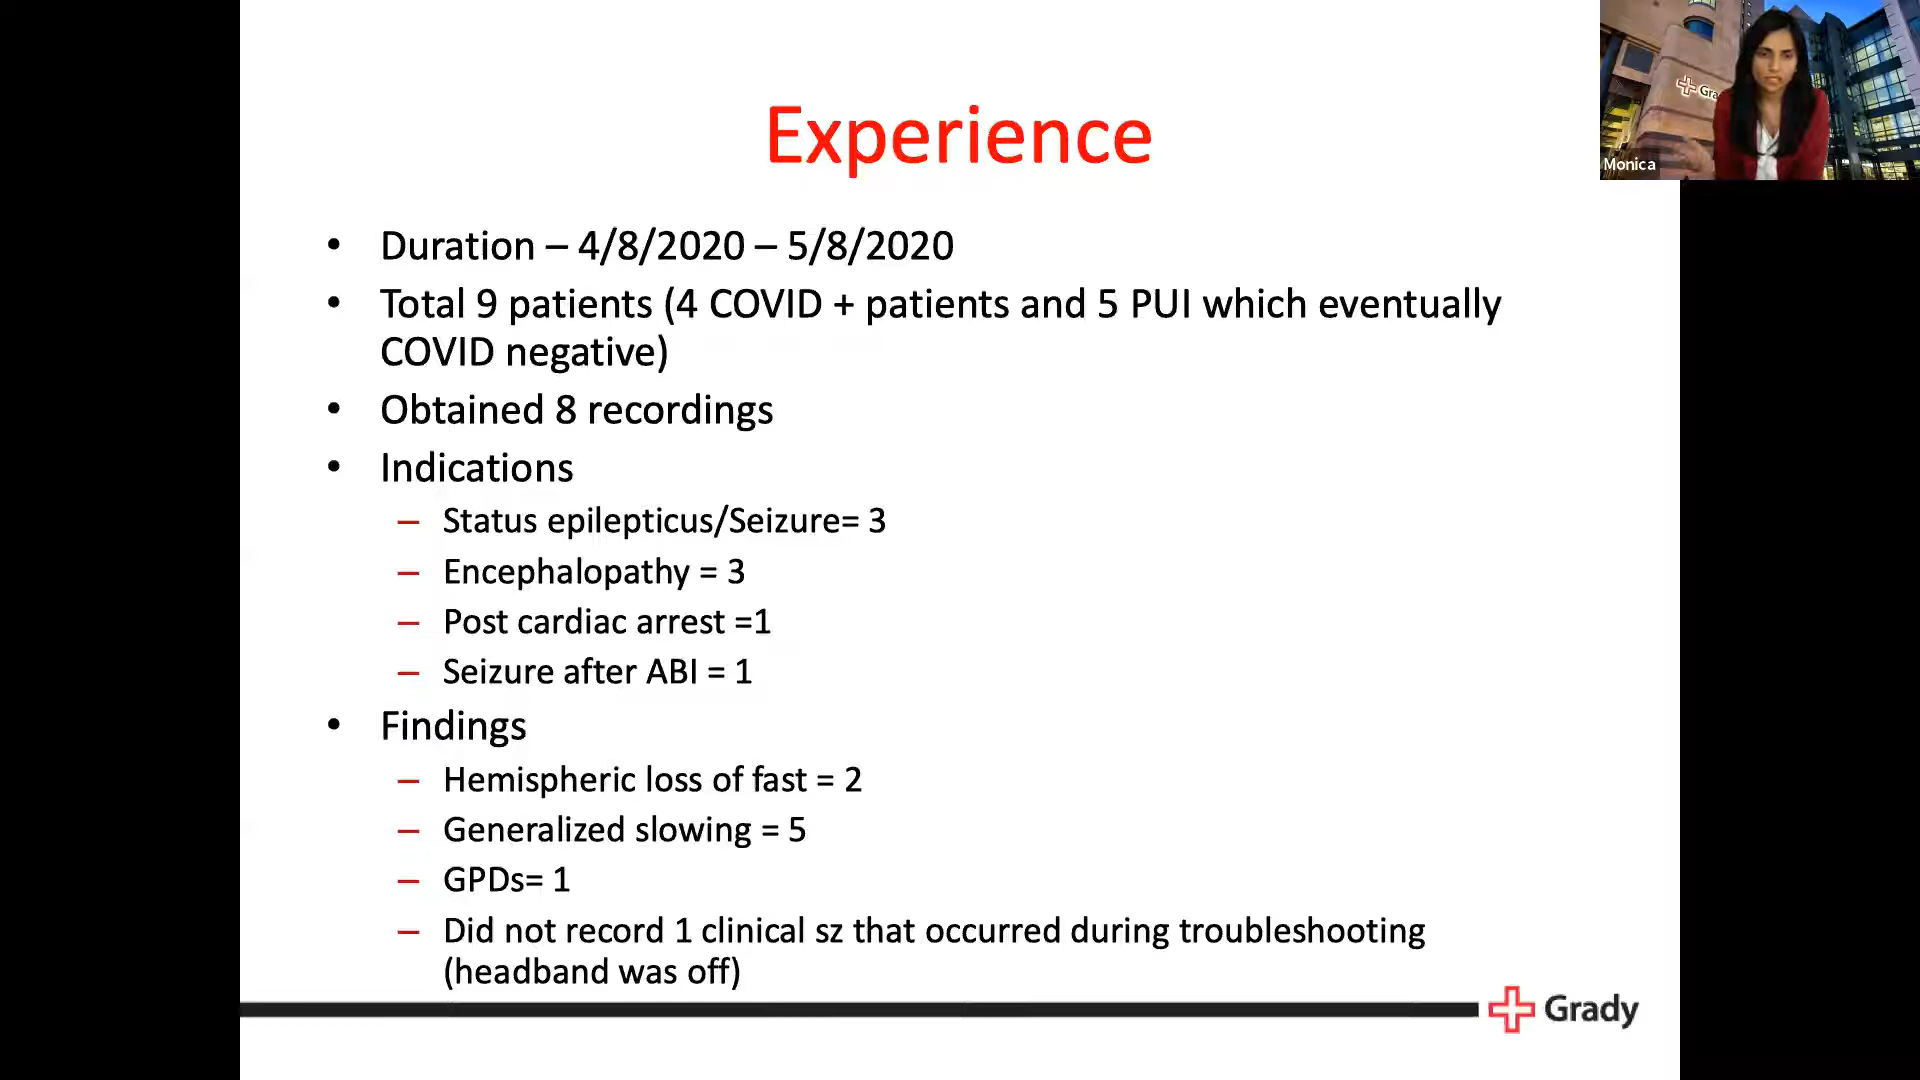 Experience
• Duration – 4/8/2020 – 5/8/2020
• Total 9 patients (4 COVID + patients and 5 PUI which eventually
COVID negative)
• Obtained 8 recordings
• Indications
– Status epilepticus/Seizure= 3
– Encephalopathy = 3
– Post cardiac arrest =1
– Seizure after ABI = 1
• Findings
– Hemispheric loss of fast = 2
– Generalized slowing = 5
– GPDs= 1
– Did not record 1 clinical sz that occurred during troubleshooting
(headband was off)
Grady
Gra
Monica